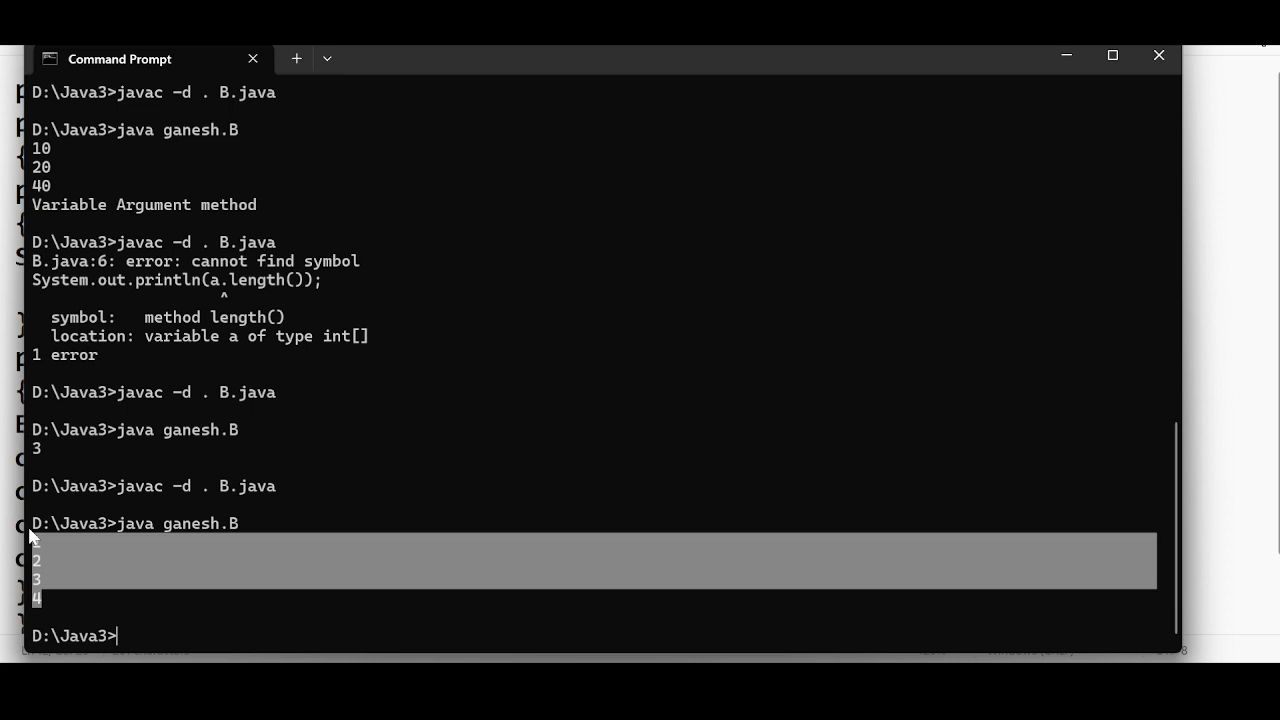 Command Prompt
D:\Java3>javac -d . B.java
D:\Java3>java ganesh.B
10
20
40
Variable Argument method
D:\Java3>javac -d . B.java
B.java:6: error: cannot find symbol
System.out.println(a.length());
^
symbol:   method length()
location: variable a of type int[]
1 error
D:\Java3>javac -d . B.java
D:\Java3>java ganesh.B
3
D:\Java3>javac -d . B.java
D:\Java3>java ganesh.B
2
3
4
D:\Java3>